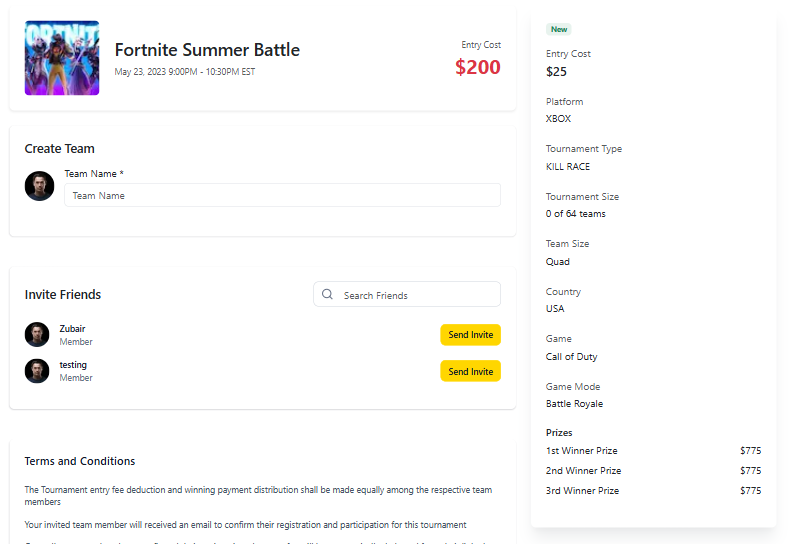 FORTNITE
Fortnite Summer Battle
May 23, 2023 9:00PM - 10:30PM EST
Entry Cost
$200
Create Team
Team Name *
Team Name
Invite Friends
Search Friends
Zubair
Member
Send Invite
testing
Member
Send Invite
Terms and Conditions
The Tournament entry fee deduction and winning payment distribution shall be made equally among the respective team
members
Your invited team member will received an email to confirm their registration and participation for this tournament
New
Entry Cost
$25
Platform
XBOX
Tournament Type
KILL RACE
Tournament Size
0 of 64 teams
Team Size
Quad
Country
USA
Game
Call of Duty
Game Mode
Battle Royale
Prizes
1st Winner Prize $775
2nd Winner Prize $775
3rd Winner Prize $775